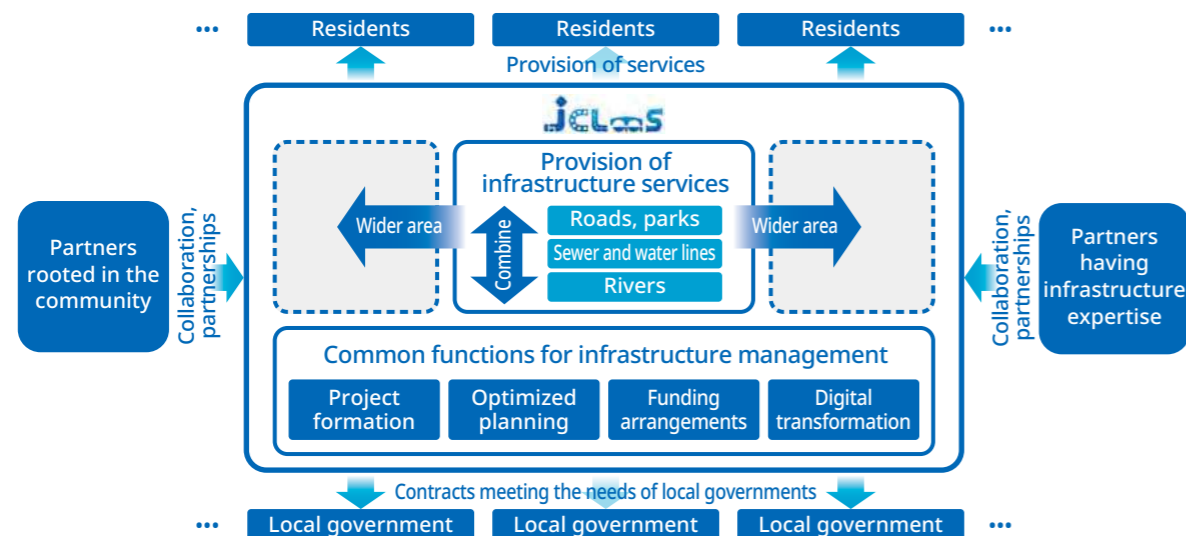 ... Residents Residents Residents ...
Provision of services
JCLaaS
Provision of
infrastructure services
Wider area
Combine
Roads, parks
Sewer and water lines
Rivers
Wider area
Partners
rooted in the
community
Collaboration,
partnerships
Collaboration,
partnerships
Partners
having
infrastructure
expertise
Common functions for infrastructure management
Project
formation
Optimized
planning
Funding
arrangements
Digital
transformation
Contracts meeting the needs of local governments
... Local government Local government Local government ...